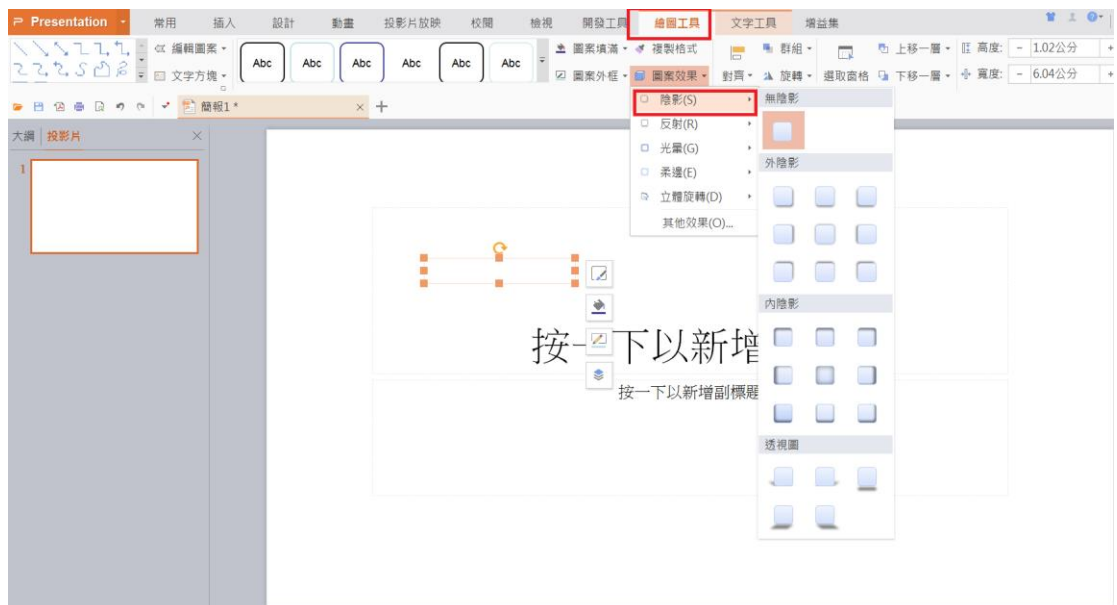 Presentation 常用 插入 設計 動畫 投影片放映 校閱 檢視 開發工具 繪圖工具 文字工具 增益集
編輯圖案 Abc Abc Abc Abc Abc Abc 圖案填滿 複製格式 群組 上移一層 高度: - 1.02公分 +
文字方塊 圖案外框 圖案效果 對齊 旋轉 選取窗格 下移一層 寬度: - 6.04公分 +
簡報1 * × +
陰影(S)
反射(R)
光暈(G)
柔邊(E)
立體旋轉(D)
其他效果(O)...
無陰影
外陰影
內陰影
透視圖
大綱 投影片 ×
1
按一下以新增
按一下以新增副標題